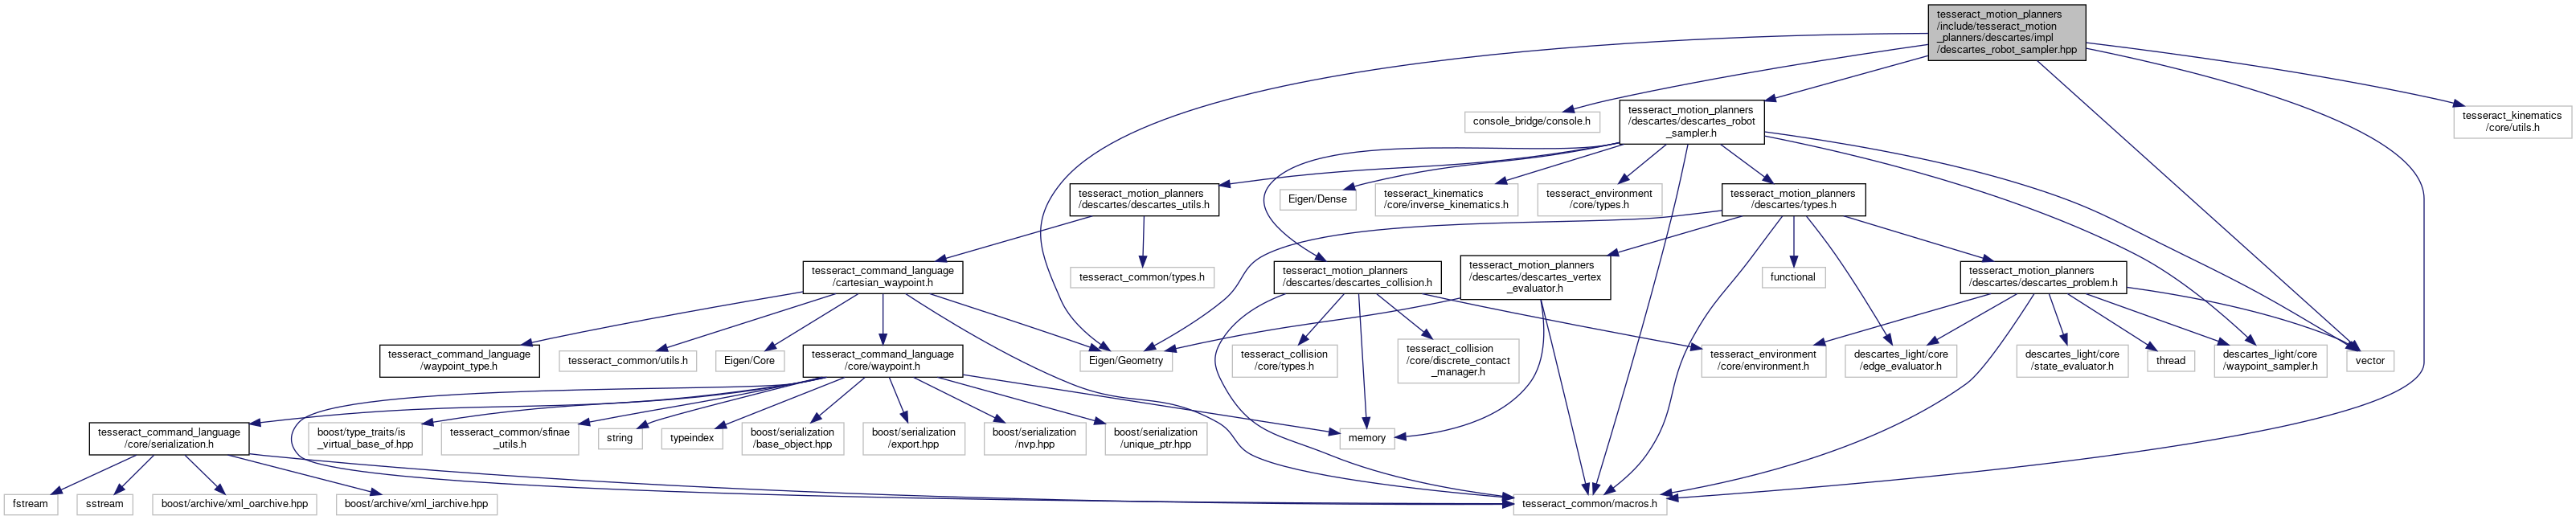 tesseract_motion_planners
/include/tesseract_motion
_planners/descartes/impl
/descartes_robot_sampler.hpp
console_bridge/console.h
tesseract_motion_planners
/descartes/descartes_robot
_sampler.h
tesseract_kinematics
/core/utils.h
tesseract_motion_planners
/descartes/descartes_utils.h
Eigen/Dense
tesseract_kinematics
/core/inverse_kinematics.h
tesseract_environment
/core/types.h
tesseract_motion_planners
/descartes/types.h
tesseract_command_language
/cartesian_waypoint.h
tesseract_common/types.h
tesseract_motion_planners
/descartes/descartes_collision.h
tesseract_motion_planners
/descartes/descartes_vertex
_evaluator.h
functional
tesseract_motion_planners
/descartes/descartes_problem.h
tesseract_command_language
/waypoint_type.h
tesseract_common/utils.h
Eigen/Core
tesseract_command_language
/core/waypoint.h
Eigen/Geometry
tesseract_collision
/core/types.h
tesseract_collision
/core/discrete_contact
_manager.h
tesseract_environment
/core/environment.h
descartes_light/core
/edge_evaluator.h
descartes_light/core
/state_evaluator.h
thread
descartes_light/core
/waypoint_sampler.h
vector
tesseract_command_language
/core/serialization.h
boost/type_traits/is
_virtual_base_of.hpp
tesseract_common/sfinae
_utils.h
string
typeindex
boost/serialization
/base_object.hpp
boost/serialization
/export.hpp
boost/serialization
/nvp.hpp
boost/serialization
/unique_ptr.hpp
memory
fstream
sstream
boost/archive/xml_oarchive.hpp
boost/archive/xml_iarchive.hpp
tesseract_common/macros.h